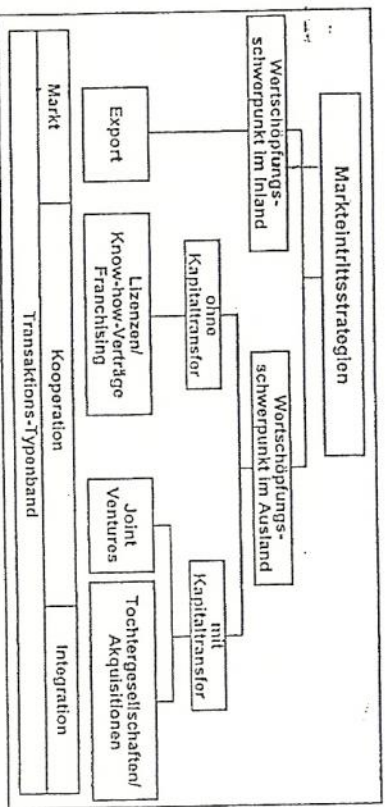 Markteintrittsstrategien
Wertschöpfungs-
schwerpunkt im Inland
Wertschöpfungs-
schwerpunkt im Ausland
ohne
Kapitaltransfer
mit
Kapitaltransfer
Export
Lizenzen/
Know-how-Verträge
Franchising
Joint
Ventures
Tochtergesellschaften/
Akquisitionen
Markt
Kooperation
Integration
Transaktions-Typenband